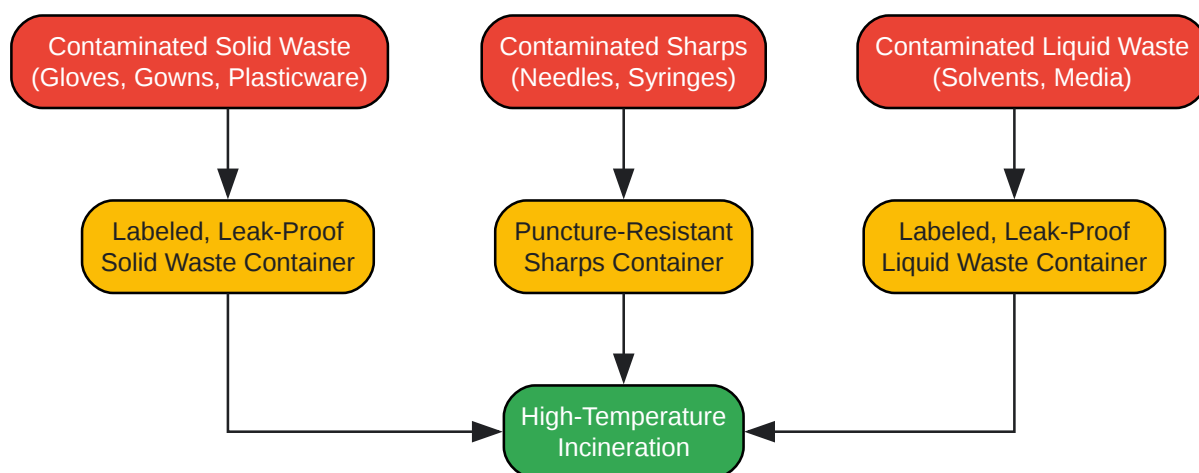 Contaminated Solid Waste
(Gloves, Gowns, Plasticware)
Contaminated Sharps
(Needles, Syringes)
Contaminated Liquid Waste
(Solvents, Media)
Labeled, Leak-Proof
Solid Waste Container
Puncture-Resistant
Sharps Container
Labeled, Leak-Proof
Liquid Waste Container
High-Temperature
Incineration